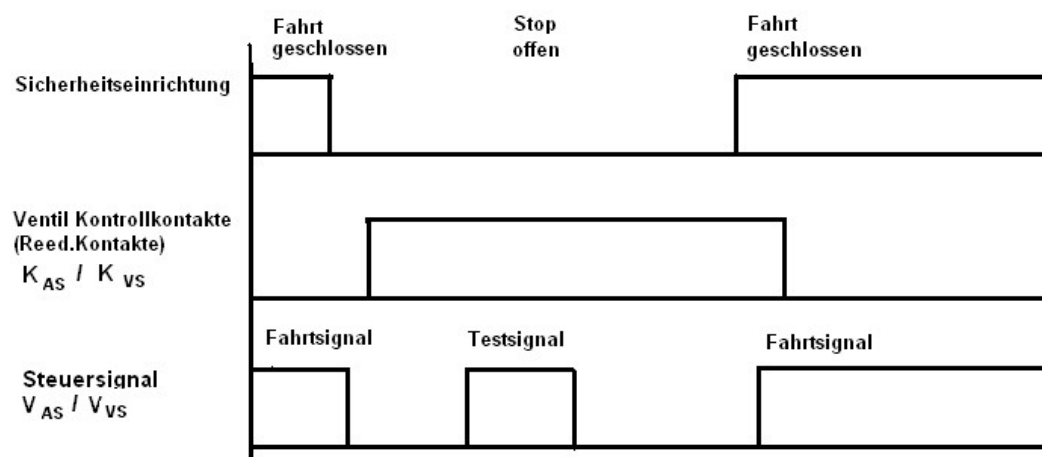 Fahrt
geschlossen
Stop
offen
Fahrt
geschlossen
Sicherheitseinrichtung
Ventil Kontrollkontakte
(Reed.Kontakte)
K AS / K VS
Fahrtsignal
Testsignal
Fahrtsignal
Steuersignal
V AS / V VS